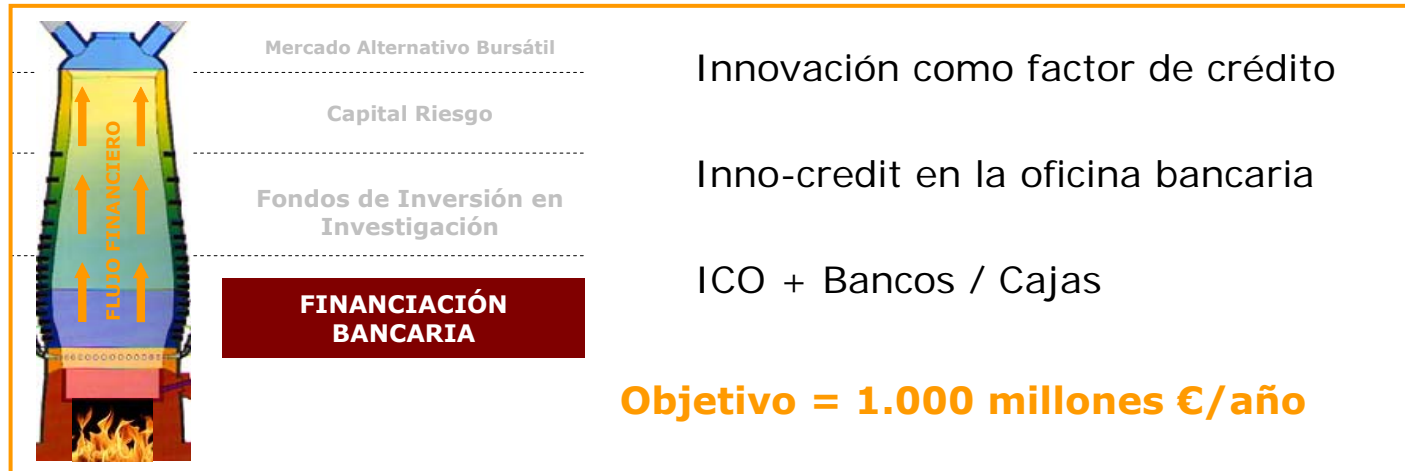 Mercado Alternativo Bursátil
Capital Riesgo
Fondos de Inversión en
Investigación
FINANCIACIÓN
BANCARIA
FLUJO FINANCIERO
Innovación como factor de crédito
Inno-credit en la oficina bancaria
ICO + Bancos / Cajas
Objetivo = 1.000 millones €/año